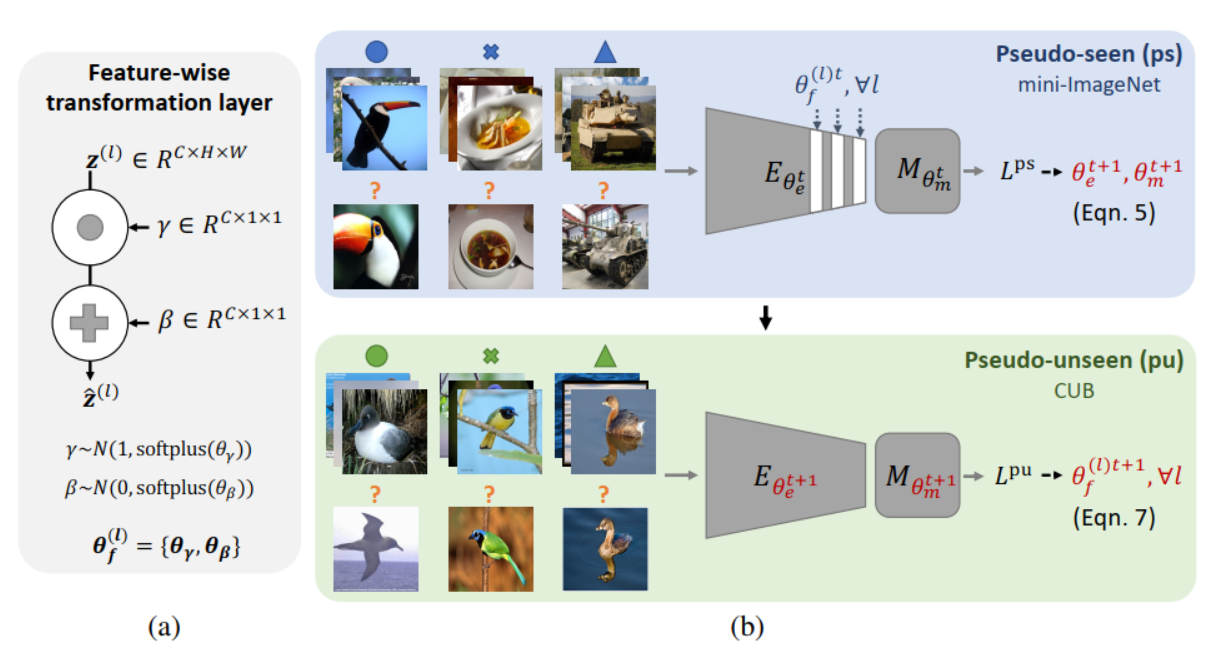 Feature-wise
transformation layer
z^(l) ∈ R^{C×H×W}
γ ∈ R^{C×1×1}
β ∈ R^{C×1×1}
ẑ^(l)
γ~N(1, softplus(θ_γ))
β~N(0, softplus(θ_β))
θ_f^(l) = {θ_γ, θ_β}
(a)
Pseudo-seen (ps)
mini-ImageNet
θ_f^{(l)t}, ∀l
?
?
?
E_{θ_e^t}
M_{θ_m^t}
L^ps
θ_e^{t+1}, θ_m^{t+1}
(Eqn. 5)
Pseudo-unseen (pu)
CUB
?
?
?
E_{θ_e^{t+1}}
M_{θ_m^{t+1}}
L^pu
θ_f^{(l)t+1}, ∀l
(Eqn. 7)
(b)